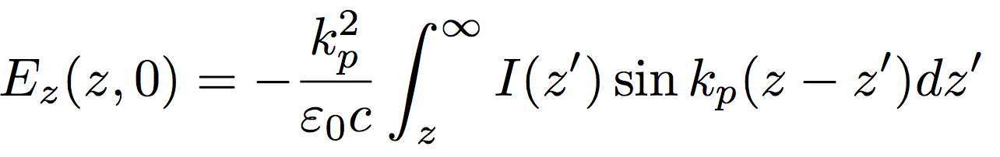 E_z(z, 0) = -\frac{k_p^2}{\varepsilon_0 c} \int_z^\infty I(z') \sin k_p(z - z')dz'